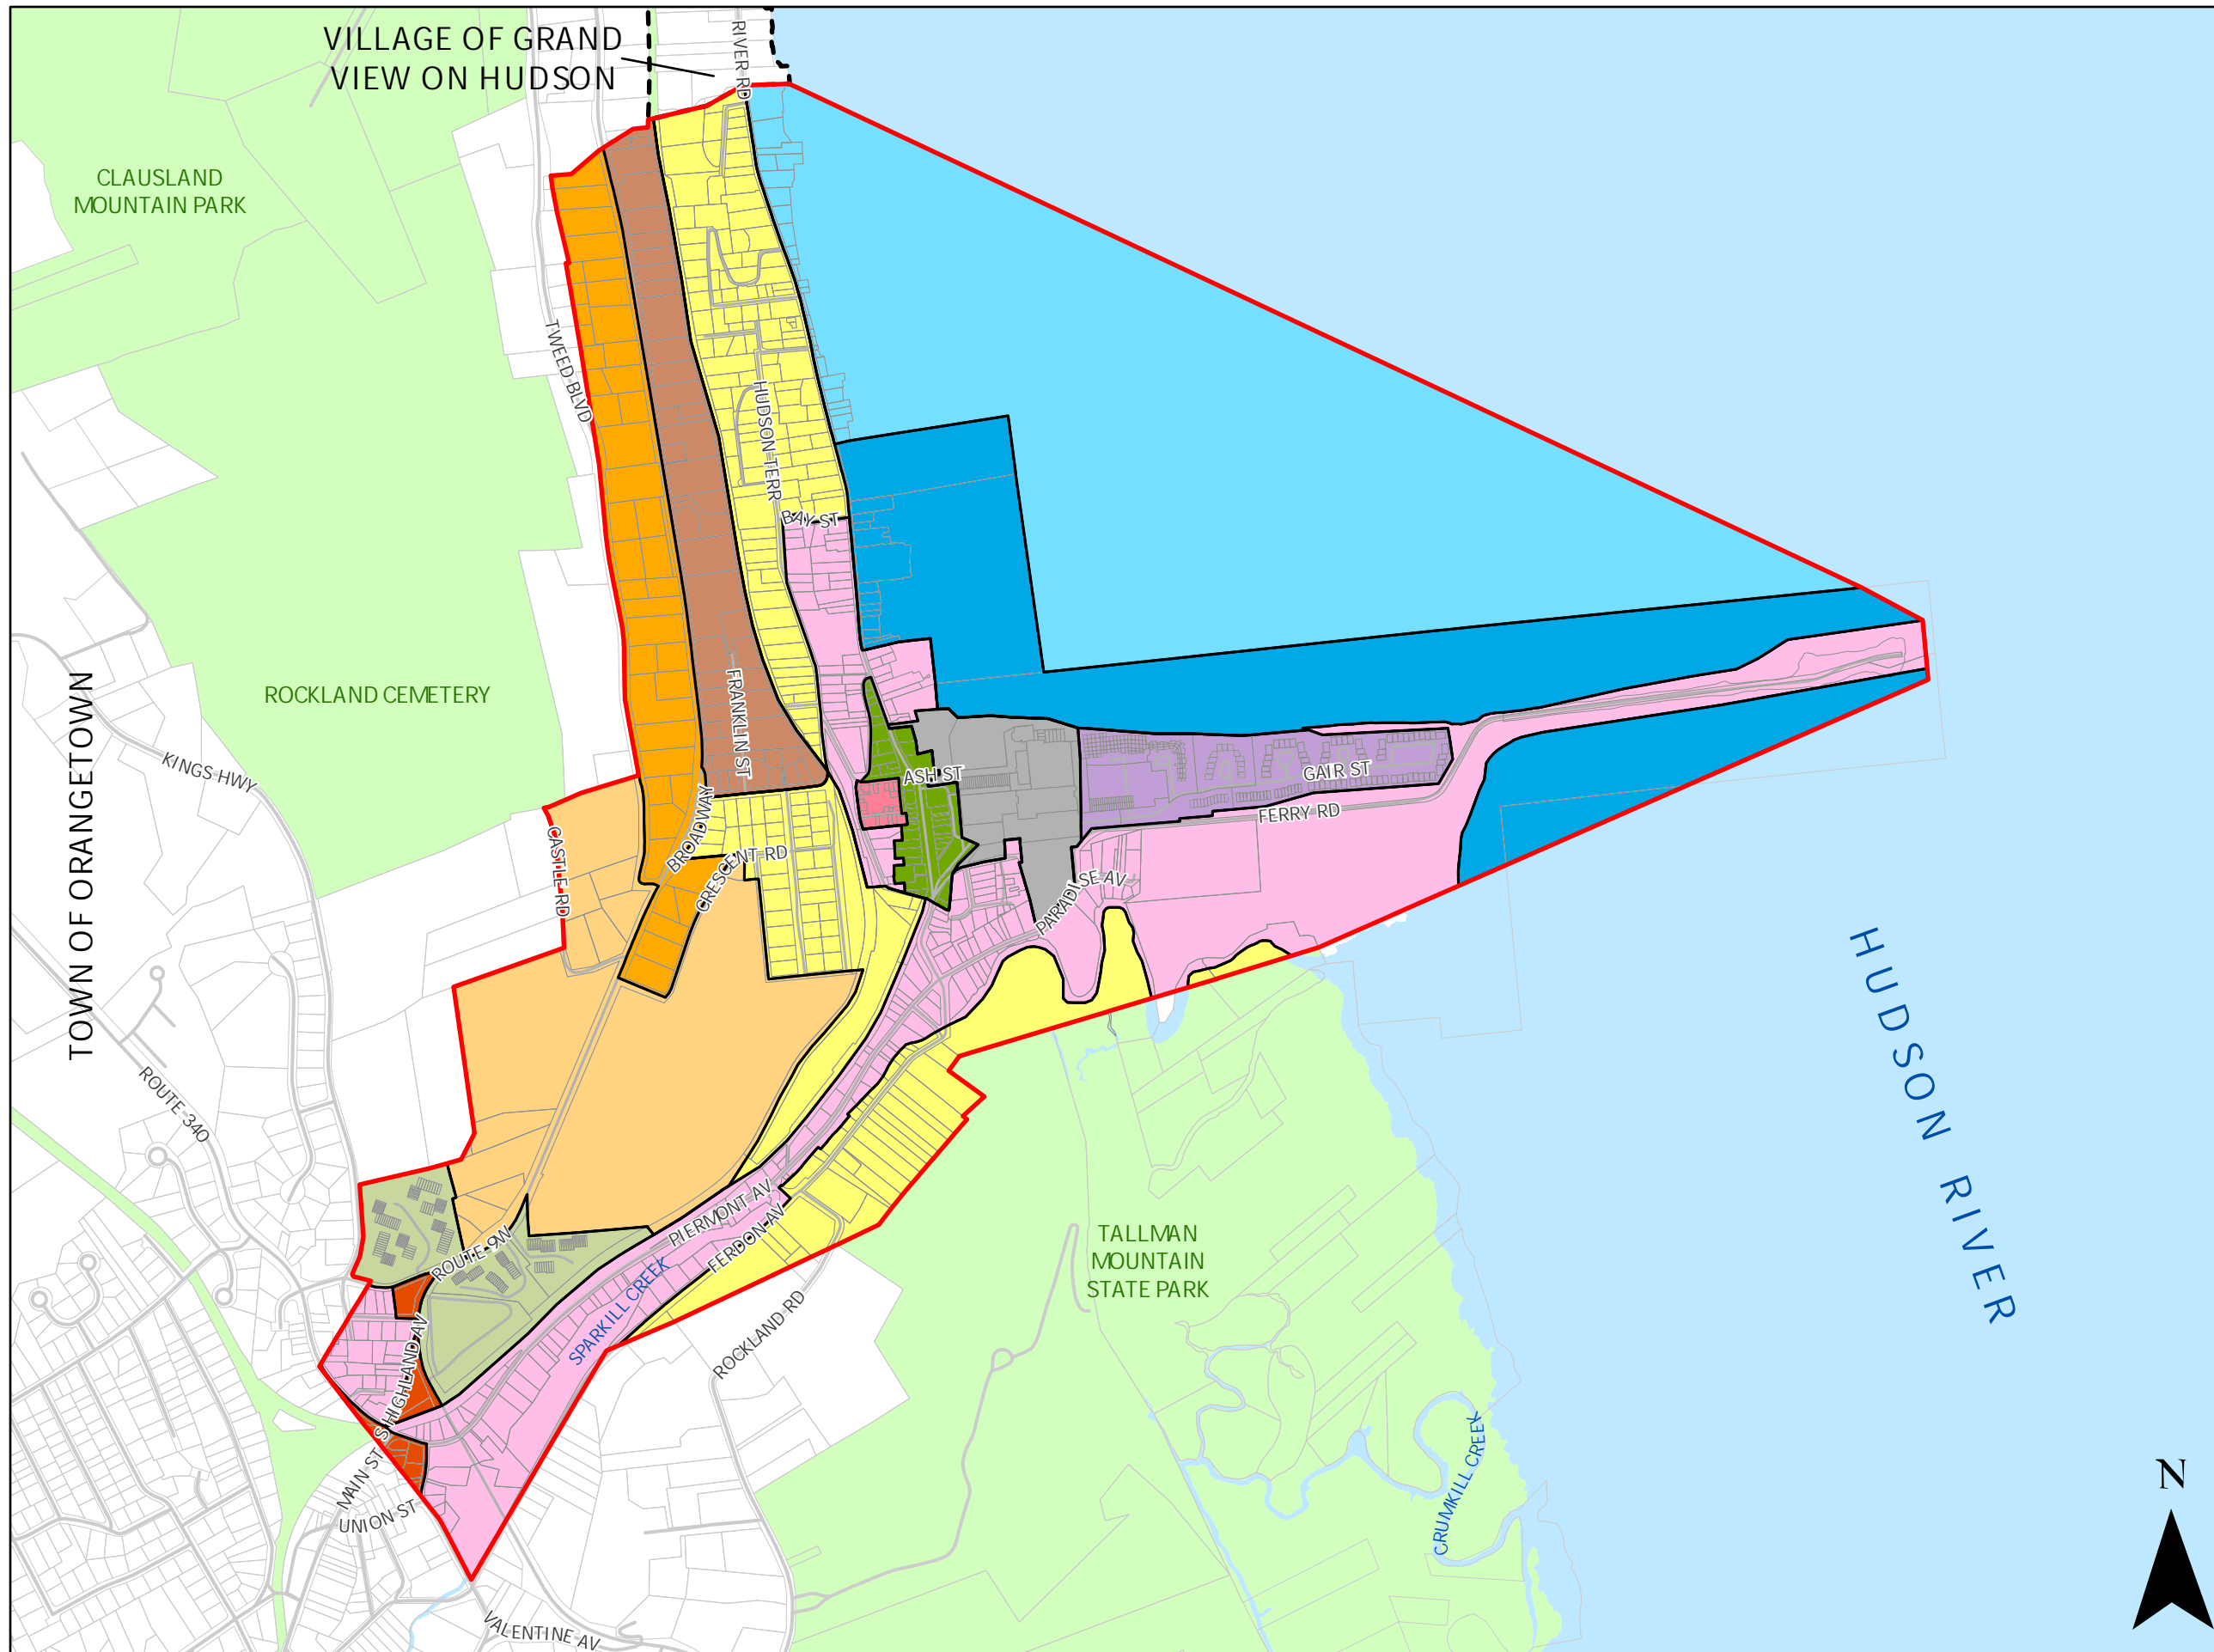 VILLAGE OF GRAND
VIEW ON HUDSON
RIVER RD
CLAUSLAND
MOUNTAIN PARK
TWEED BLVD
HUDSON TERR
BAY ST
ROCKLAND CEMETERY
TOWN OF ORANGETOWN
KINGS HWY
FRANKLIN ST
ASH ST
GAIR ST
FERRY RD
BROADWAY
CASTLE RD
CRESCENT RD
PARADISE AV
HUDSON RIVER
ROUTE 340
PIERMONT AV
FERDON AV
ROUTE 9W
SPARKILL CREEK
TALLMAN
MOUNTAIN
STATE PARK
ROCKLAND RD
S HIGHLAND AV
MAIN ST
UNION ST
CRUMKILL CREEK
VALENTINE AV
N